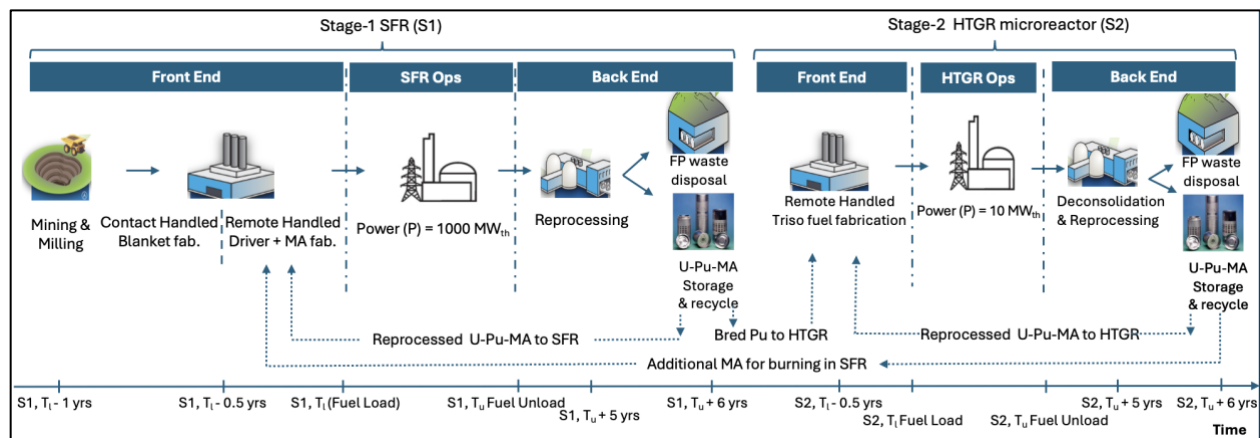 Stage-1 SFR (S1)
Stage-2 HTGR microreactor (S2)
Front End
SFR Ops
Back End
Front End
HTGR Ops
Back End
Mining &
Milling
Contact Handled
Blanket fab.
Remote Handled
Driver + MA fab.
Power (P) = 1000 MWth
Reprocessing
FP waste
disposal
U-Pu-MA
Storage
& recycle
Remote Handled
Triso fuel fabrication
Power (P) = 10 MWth
Deconsolidation
& Reprocessing
FP waste
disposal
U-Pu-MA
Storage
& recycle
Reprocessed U-Pu-MA to SFR
Bred Pu to HTGR
Reprocessed U-Pu-MA to HTGR
Additional MA for burning in SFR
S1, Tl - 1 yrs
S1, Tl - 0.5 yrs
S1, Tl (Fuel Load)
S1, Tu Fuel Unload
S1, Tu + 5 yrs
S1, Tu + 6 yrs
S2, Tl - 0.5 yrs
S2, Tl Fuel Load
S2, Tu Fuel Unload
S2, Tu + 5 yrs
S2, Tu + 6 yrs
Time